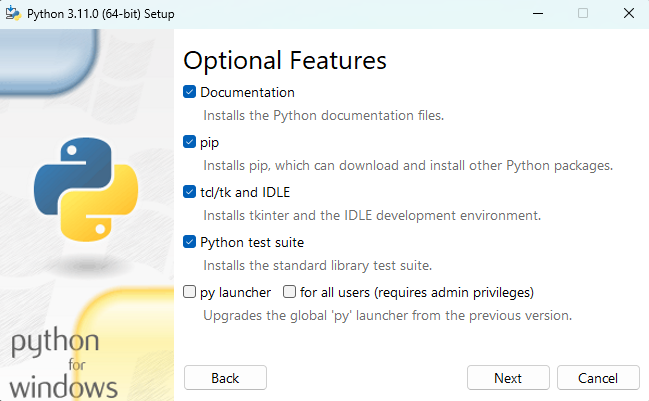 Python 3.11.0 (64-bit) Setup
Optional Features
Documentation
Installs the Python documentation files.
pip
Installs pip, which can download and install other Python packages.
tcl/tk and IDLE
Installs tkinter and the IDLE development environment.
Python test suite
Installs the standard library test suite.
py launcher for all users (requires admin privileges)
Upgrades the global 'py' launcher from the previous version.
python
for
windows
Back Next Cancel